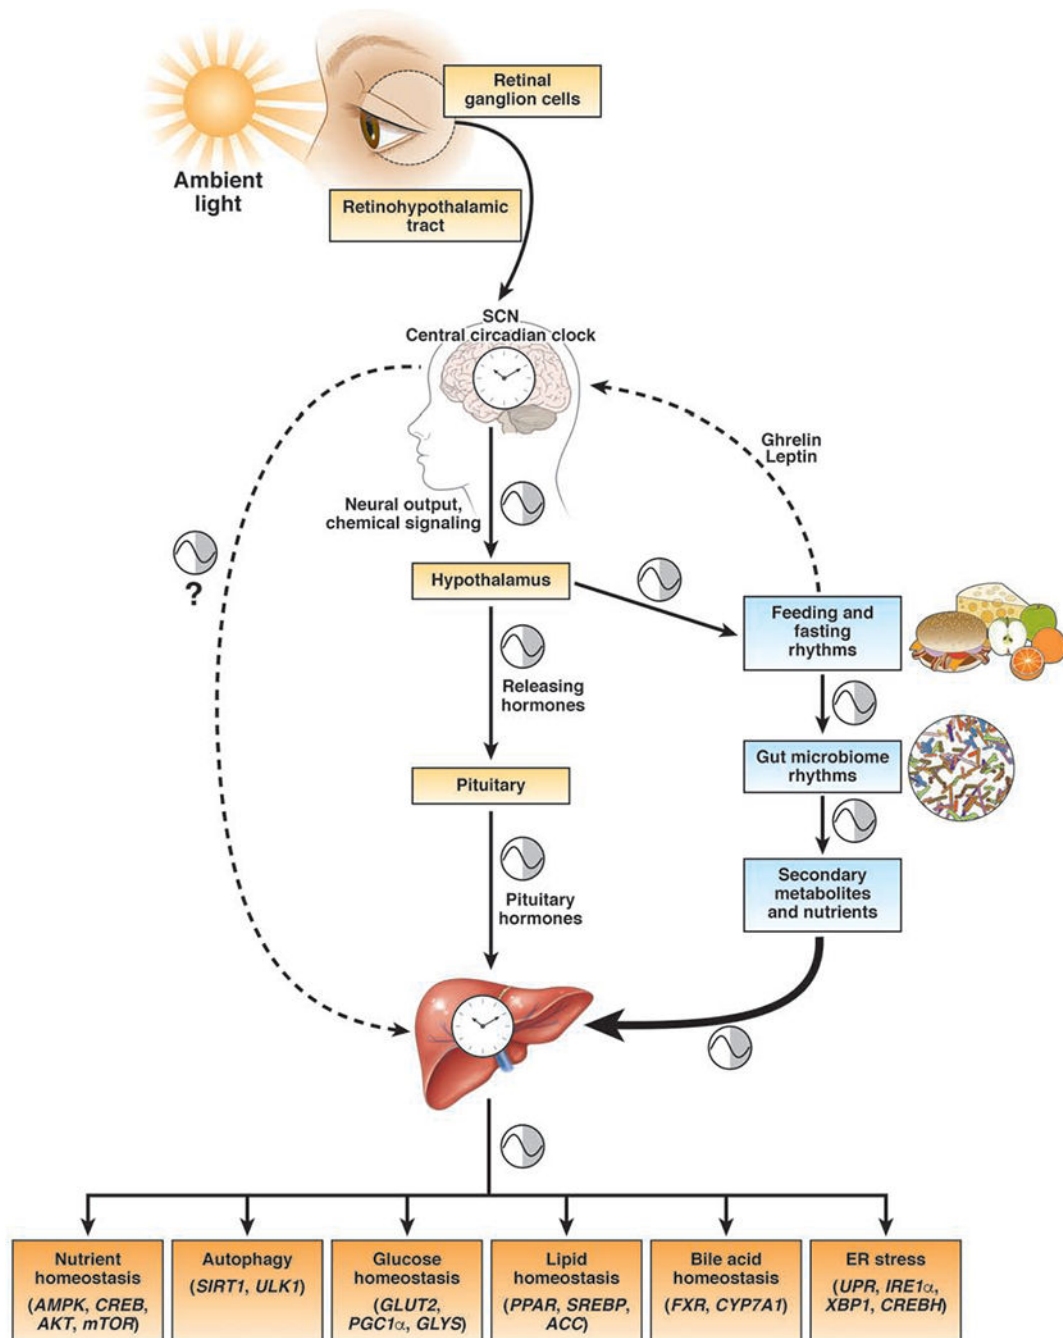 Retinal
ganglion cells
Ambient
light
Retinohypothalamic
tract
SCN
Central circadian clock
Ghrelin
Leptin
Neural output,
chemical signaling
?
Hypothalamus
Feeding and
fasting
rhythms
Releasing
hormones
Gut microbiome
rhythms
Pituitary
Secondary
metabolites
and nutrients
Pituitary
hormones
Nutrient
homeostasis
(AMPK, CREB,
AKT, mTOR)
Autophagy
(SIRT1, ULK1)
Glucose
homeostasis
(GLUT2,
PGC1α, GLYS)
Lipid
homeostasis
(PPAR, SREBP,
ACC)
Bile acid
homeostasis
(FXR, CYP7A1)
ER stress
(UPR, IRE1α,
XBP1, CREBH)